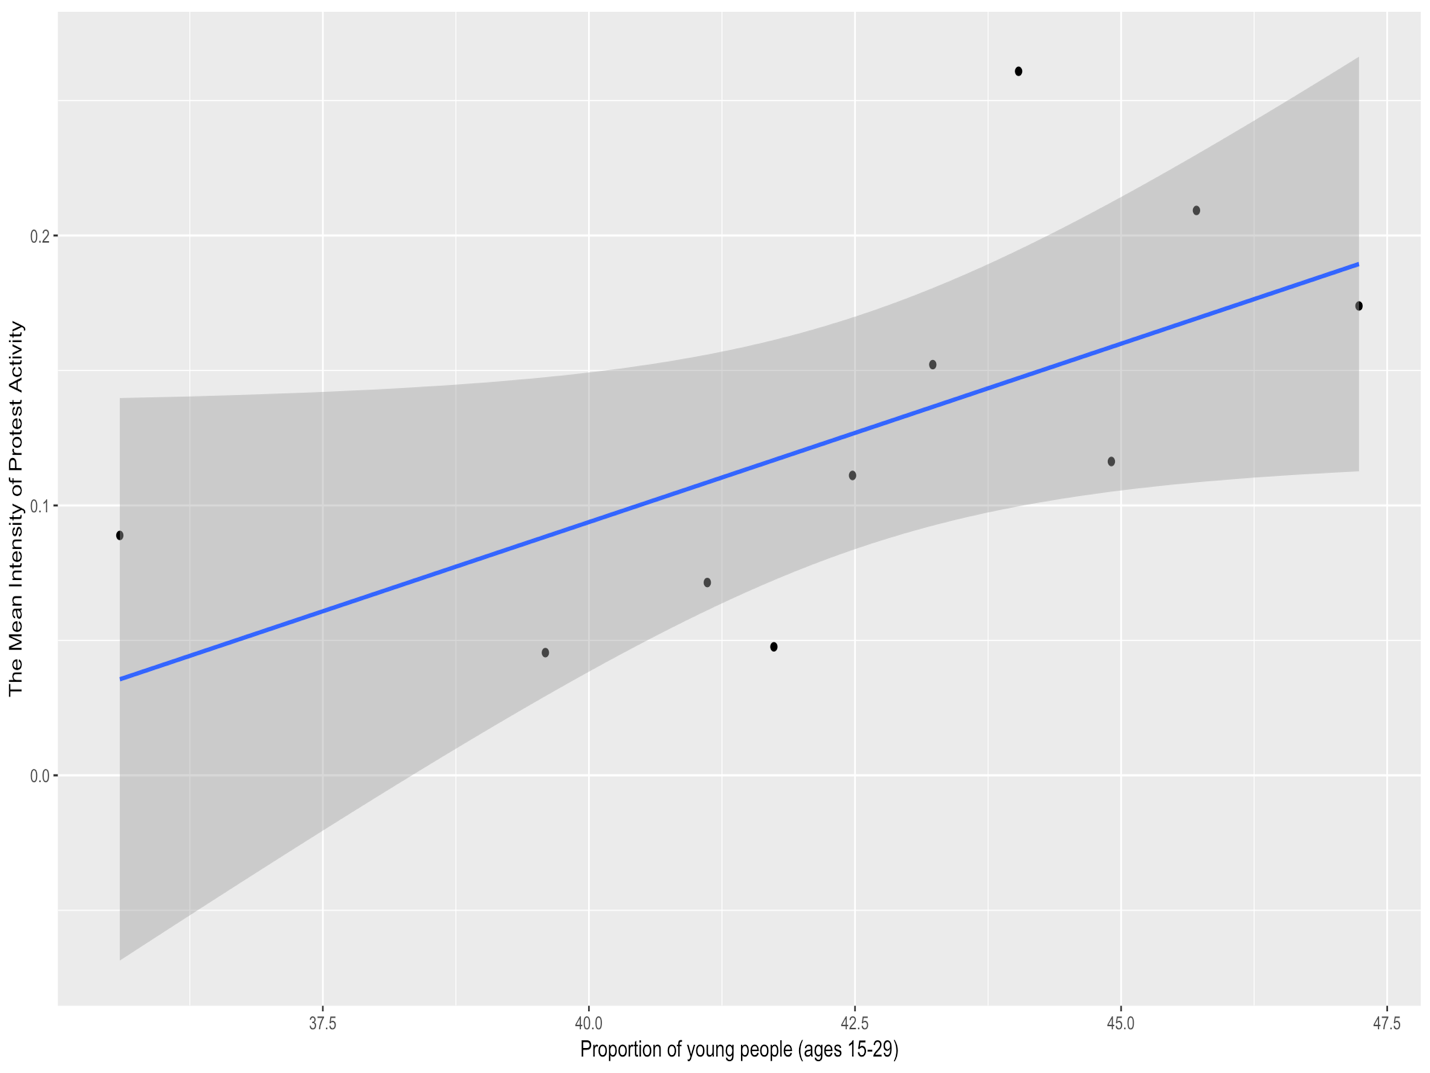 The Mean Intensity of Protest Activity
0.2
0.1
0.0
37.5 40.0 42.5 45.0 47.5
Proportion of young people (ages 15-29)